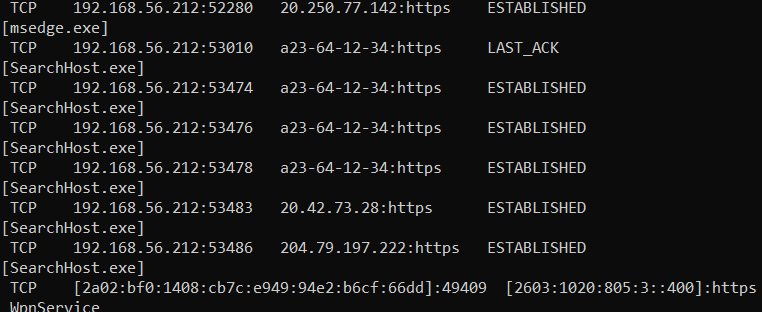 TCP    192.168.56.212:52280   20.250.77.142:https    ESTABLISHED
[msedge.exe]
TCP    192.168.56.212:53010   a23-64-12-34:https     LAST_ACK
[SearchHost.exe]
TCP    192.168.56.212:53474   a23-64-12-34:https     ESTABLISHED
[SearchHost.exe]
TCP    192.168.56.212:53476   a23-64-12-34:https     ESTABLISHED
[SearchHost.exe]
TCP    192.168.56.212:53478   a23-64-12-34:https     ESTABLISHED
[SearchHost.exe]
TCP    192.168.56.212:53483   20.42.73.28:https      ESTABLISHED
[SearchHost.exe]
TCP    192.168.56.212:53486   204.79.197.222:https   ESTABLISHED
[SearchHost.exe]
TCP    [2a02:bf0:1408:cb7c:e949:94e2:b6cf:66dd]:49409  [2603:1020:805:3::400]:https
WpnService